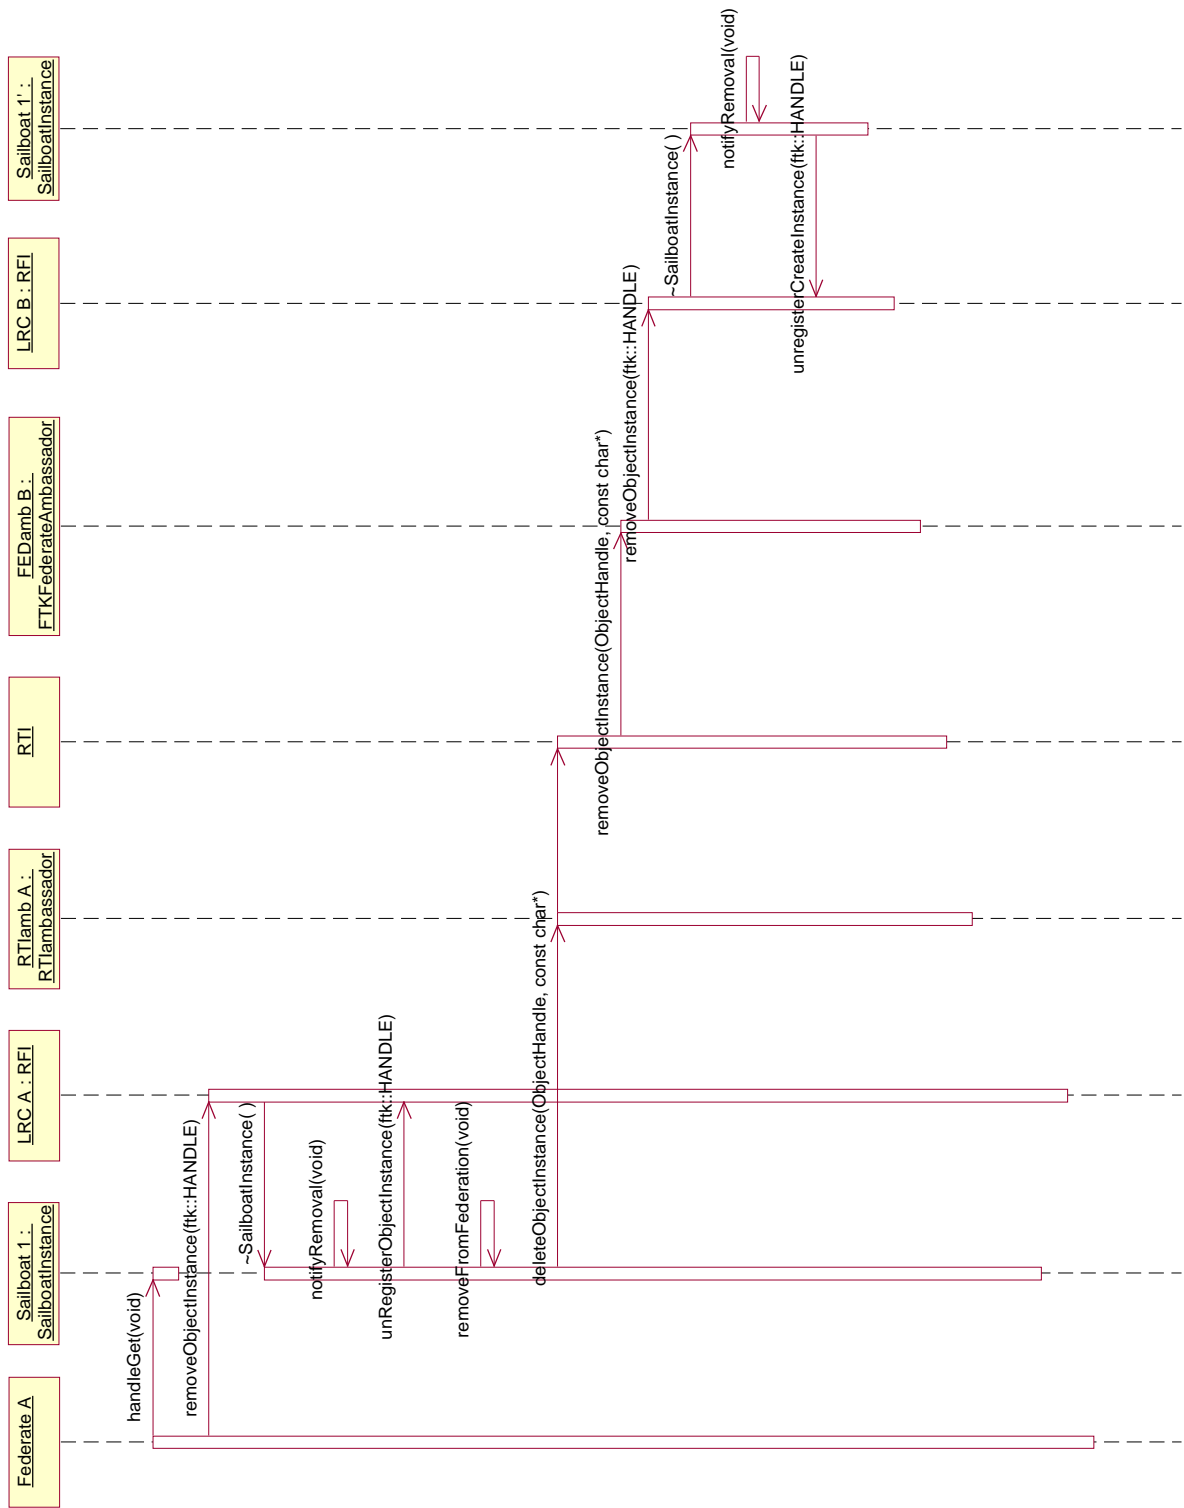 Federate A
Sailboat 1 :
SailboatInstance
LRC A : RFI
RTIamb A :
RTIambassador
RTI
FEDamb B :
FTKFederateAmbassador
LRC B : RFI
Sailboat 1' :
SailboatInstance
handleGet(void)
removeObjectInstance(ftk::HANDLE)
~SailboatInstance( )
notifyRemoval(void)
unRegisterObjectInstance(ftk::HANDLE)
removeFromFederation(void)
deleteObjectInstance(ObjectHandle, const char*)
removeObjectInstance(ObjectHandle, const char*)
removeObjectInstance(ftk::HANDLE)
~SailboatInstance( )
notifyRemoval(void)
unregisterCreateInstance(ftk::HANDLE)